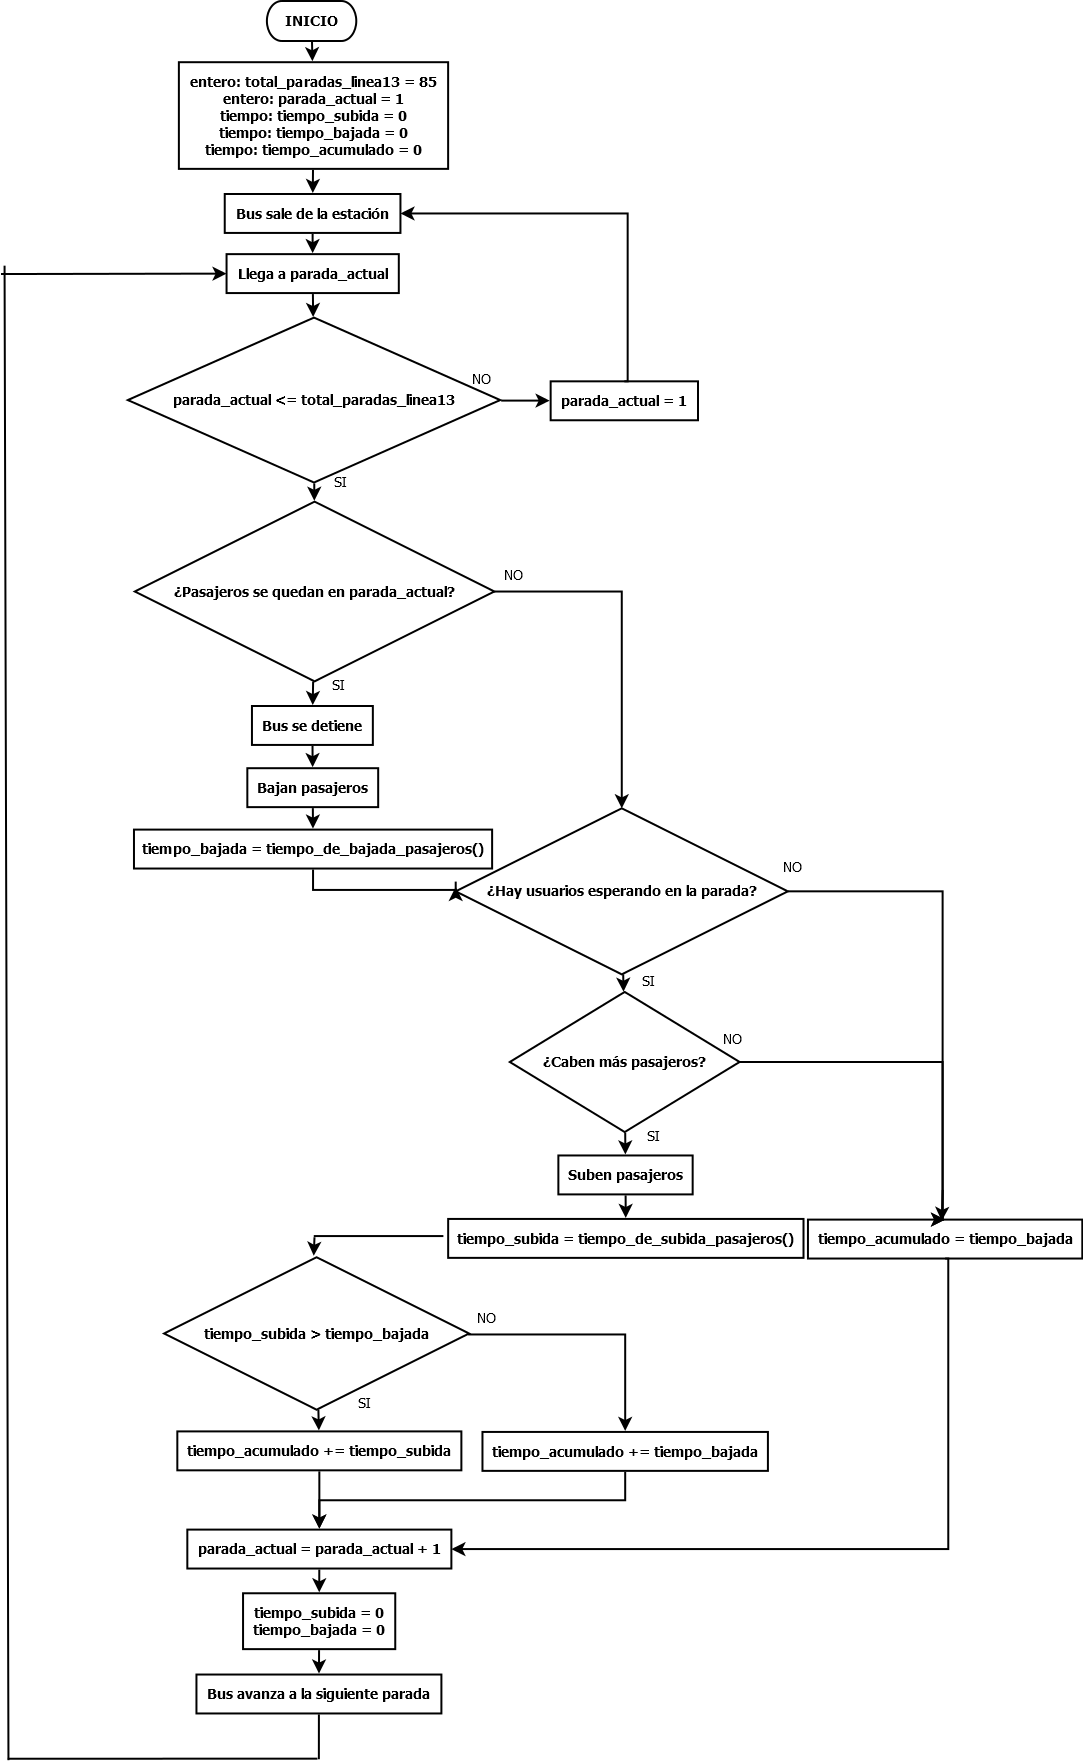 INICIO
entero: total_paradas_linea13 = 85
entero: parada_actual = 1
tiempo: tiempo_subida = 0
tiempo: tiempo_bajada = 0
tiempo: tiempo_acumulado = 0
Bus sale de la estación
Llega a parada_actual
NO
parada_actual <= total_paradas_linea13
parada_actual = 1
SI
NO
¿Pasajeros se quedan en parada_actual?
SI
Bus se detiene
Bajan pasajeros
tiempo_bajada = tiempo_de_bajada_pasajeros()
NO
¿Hay usuarios esperando en la parada?
SI
NO
¿Caben más pasajeros?
SI
Suben pasajeros
tiempo_subida = tiempo_de_subida_pasajeros()
tiempo_acumulado = tiempo_bajada
NO
tiempo_subida > tiempo_bajada
SI
tiempo_acumulado += tiempo_subida
tiempo_acumulado += tiempo_bajada
parada_actual = parada_actual + 1
tiempo_subida = 0
tiempo_bajada = 0
Bus avanza a la siguiente parada